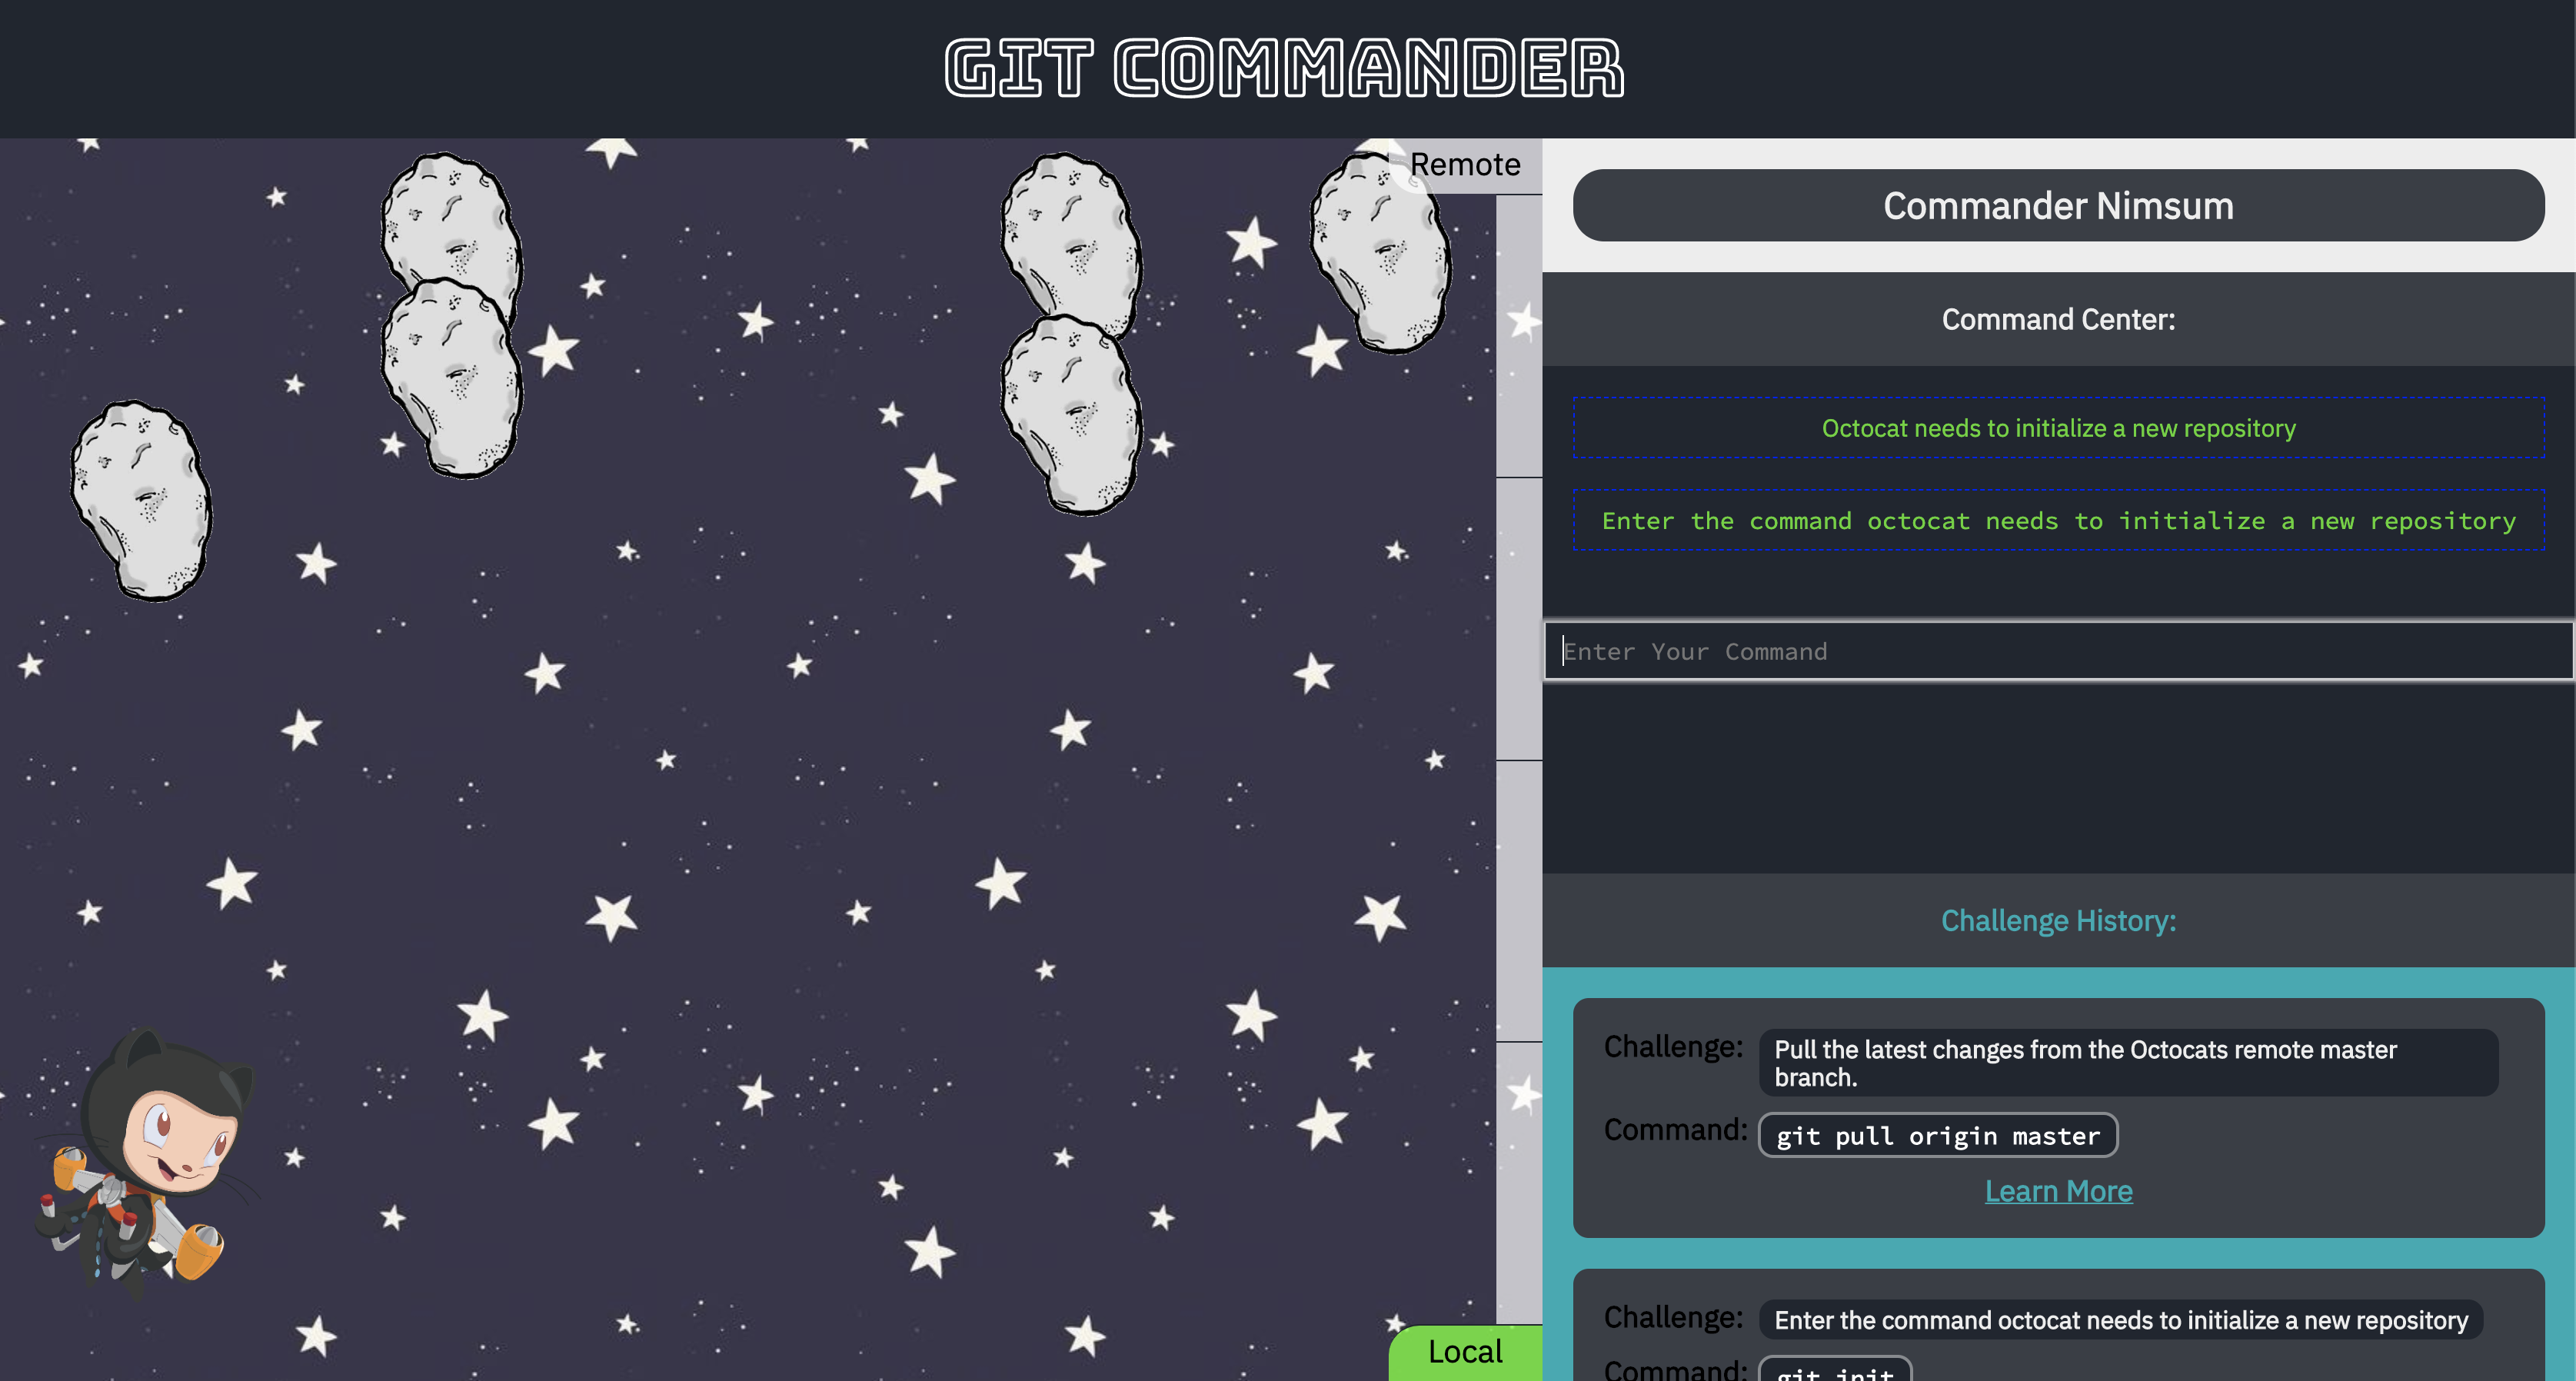 GIT COMMANDER
Remote
Local
Commander Nimsum
Command Center:
Octocat needs to initialize a new repository
Enter the command octocat needs to initialize a new repository
Enter Your Command
Challenge History:
Challenge: Pull the latest changes from the Octocats remote master
branch.
Command: git pull origin master
Learn More
Challenge: Enter the command octocat needs to initialize a new repository
Command: git init